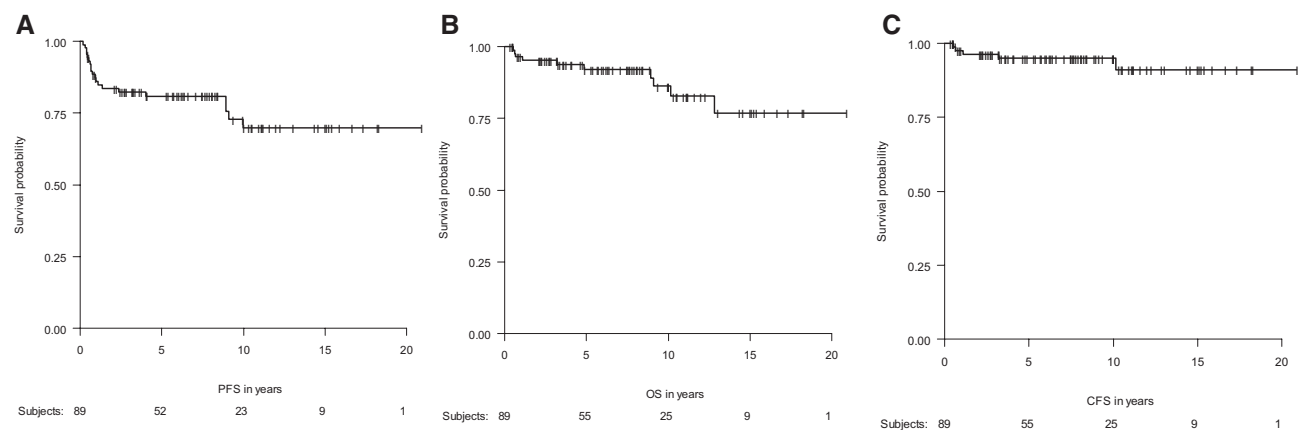 A
1.00
0.75
0.50
0.25
0.00
Survival probability
0 5 10 15 20
PFS in years
Subjects: 89 52 23 9 1
B
1.00
0.75
0.50
0.25
0.00
Survival probability
0 5 10 15 20
OS in years
Subjects: 89 55 25 9 1
C
1.00
0.75
0.50
0.25
0.00
Survival probability
0 5 10 15 20
CFS in years
Subjects: 89 55 25 9 1